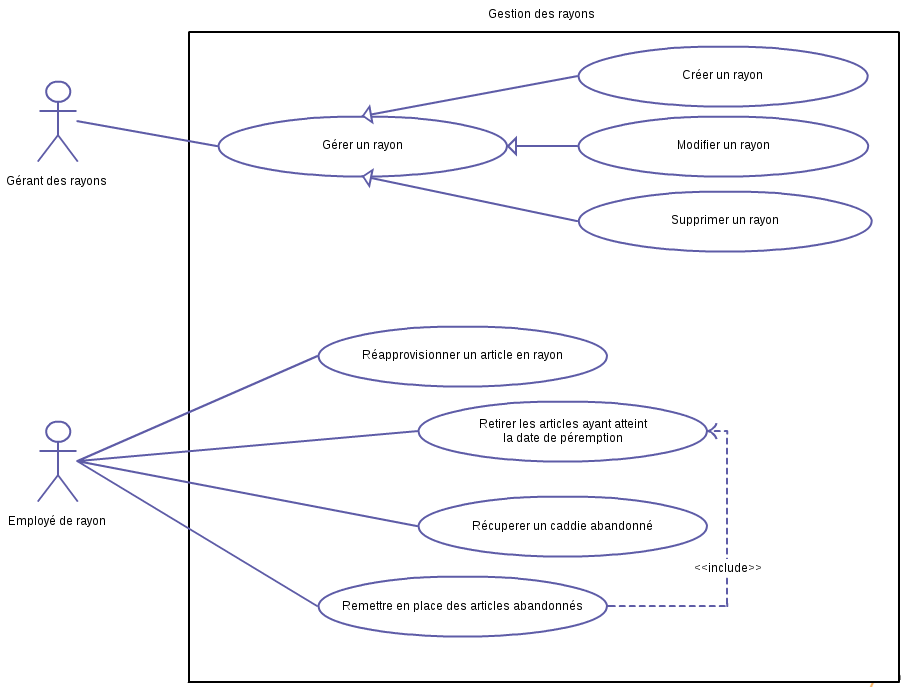 Gestion des rayons
Créer un rayon
Gérer un rayon
Modifier un rayon
Gérant des rayons
Supprimer un rayon
Réapprovisionner un article en rayon
Retirer les articles ayant atteint
la date de péremption
Employé de rayon
Récuperer un caddie abandonné
<<include>>
Remettre en place des articles abandonnés